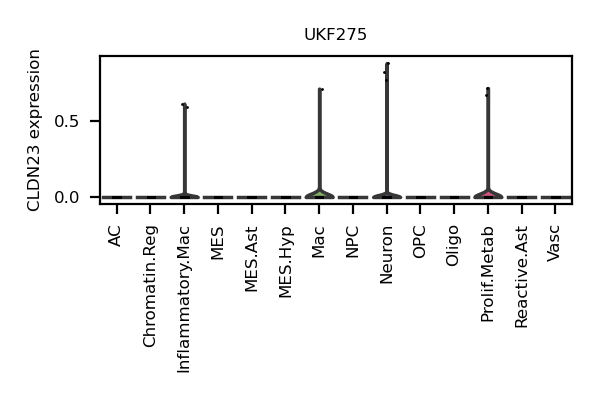 UKF275
CLDN23 expression
0.5
0.0
AC
Chromatin.Reg
Inflammatory.Mac
MES
MES.Ast
MES.Hyp
Mac
NPC
Neuron
OPC
Oligo
Prolif.Metab
Reactive.Ast
Vasc